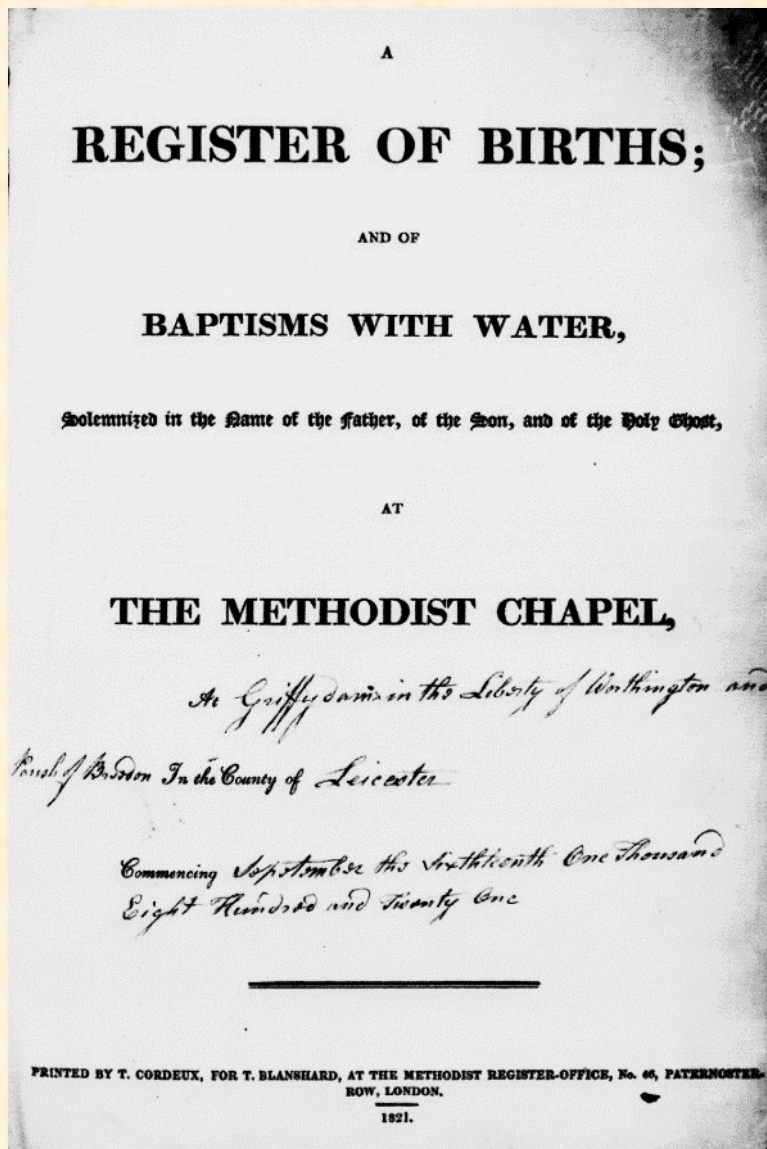 A
REGISTER OF BIRTHS;
AND OF
BAPTISMS WITH WATER,
Solemnized in the Name of the Father, of the Son, and of the Holy Ghost,
AT
THE METHODIST CHAPEL,
At Griffydam in the Liberty of Worthington and
Parish of Breedon In the County of Leicester
Commencing September the Sixthteenth One Thousand
Eight Hundred and Twenty One
PRINTED BY T. CORDEUX, FOR T. BLANSHARD, AT THE METHODIST REGISTER-OFFICE, No. 66, PATERNOSTER-
ROW, LONDON.
1821.